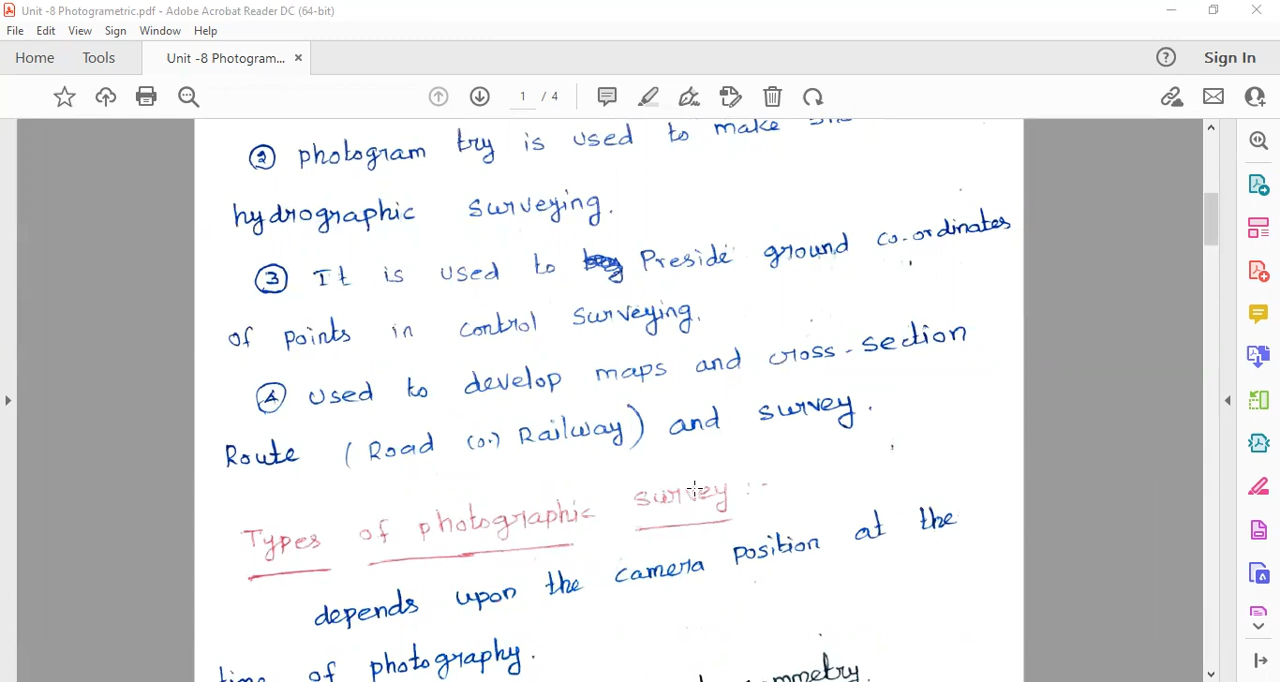 Unit -8 Photogrametric.pdf - Adobe Acrobat Reader DC (64-bit)
File Edit View Sign Window Help
Home Tools Unit -8 Photogram... × Sign In
1 / 4
② photogram try is used to make
hydrographic surveying.
③ It is used to Preside ground co-ordinates
of points in control surveying.
④ used to develop maps and cross-section
Route (Road (or) Railway) and survey.
Types of photographic survey :-
depends upon the camera position at the
time of photography.